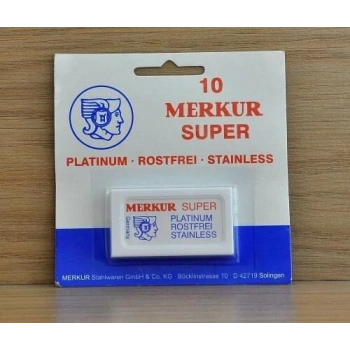 10
MERKUR
SUPER
PLATINUM · ROSTFREI · STAINLESS
MERKUR SUPER
PLATINUM
ROSTFREI
STAINLESS
Germany
MERKUR Stahlwaren GmbH & Co. KG Böcklinstrasse 10 D 42719 Solingen